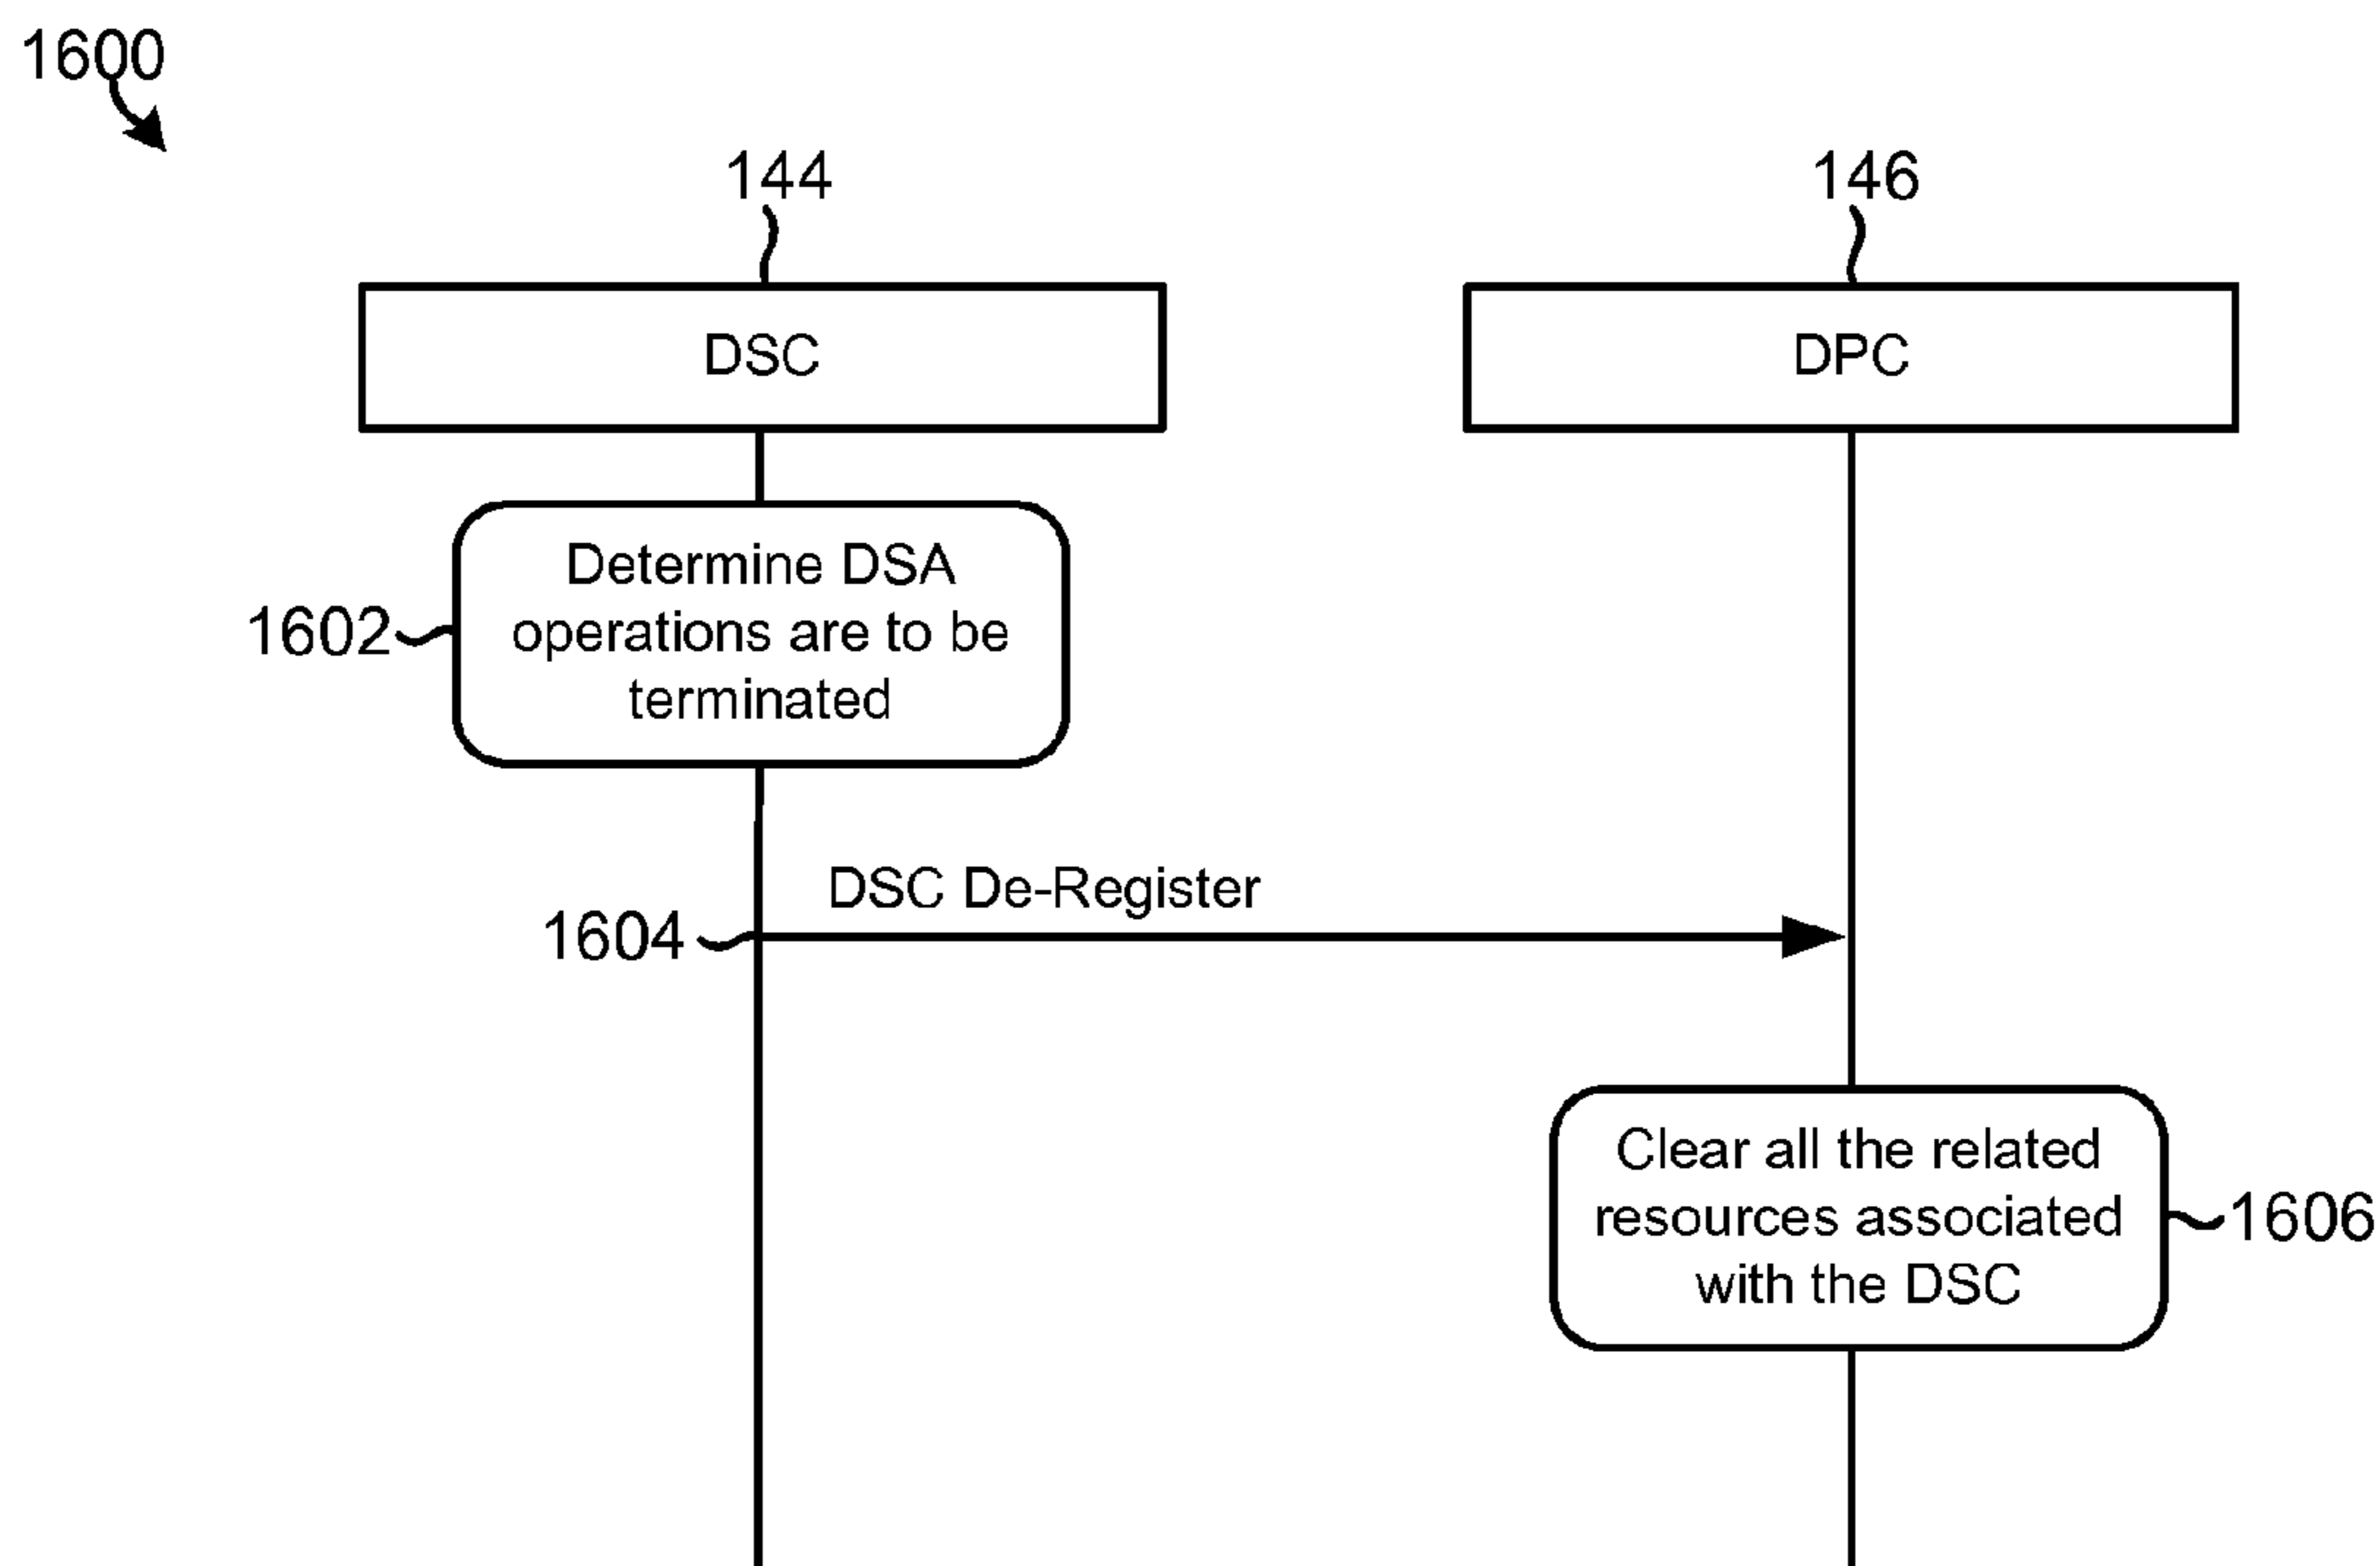 1600
144
146
DSC
DPC
Determine DSA
operations are to be
terminated
1602
DSC De-Register
1604
Clear all the related
resources associated
with the DSC
1606